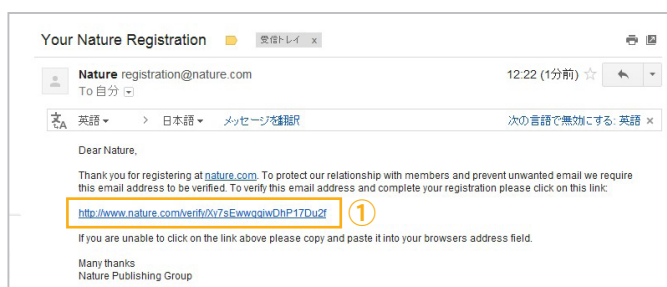 Your Nature Registration 受信トレイ x
Nature registration@nature.com 12:22 (1分前)
To 自分
英語 > 日本語 メッセージを翻訳 次の言語で無効にする: 英語 ×
Dear Nature,
Thank you for registering at nature.com. To protect our relationship with members and prevent unwanted email we require
this email address to be verified. To verify this email address and complete your registration please click on this link:
http://www.nature.com/verify/Xv7sEwwqqiwDhP17Du2f ①
If you are unable to click on the link above please copy and paste it into your browsers address field.
Many thanks
Nature Publishing Group